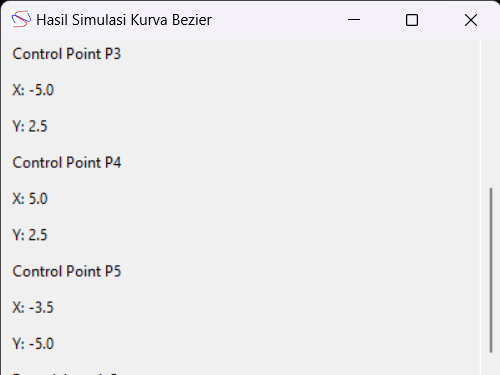 Hasil Simulasi Kurva Bezier
Control Point P3
X: -5.0
Y: 2.5
Control Point P4
X: 5.0
Y: 2.5
Control Point P5
X: -3.5
Y: -5.0